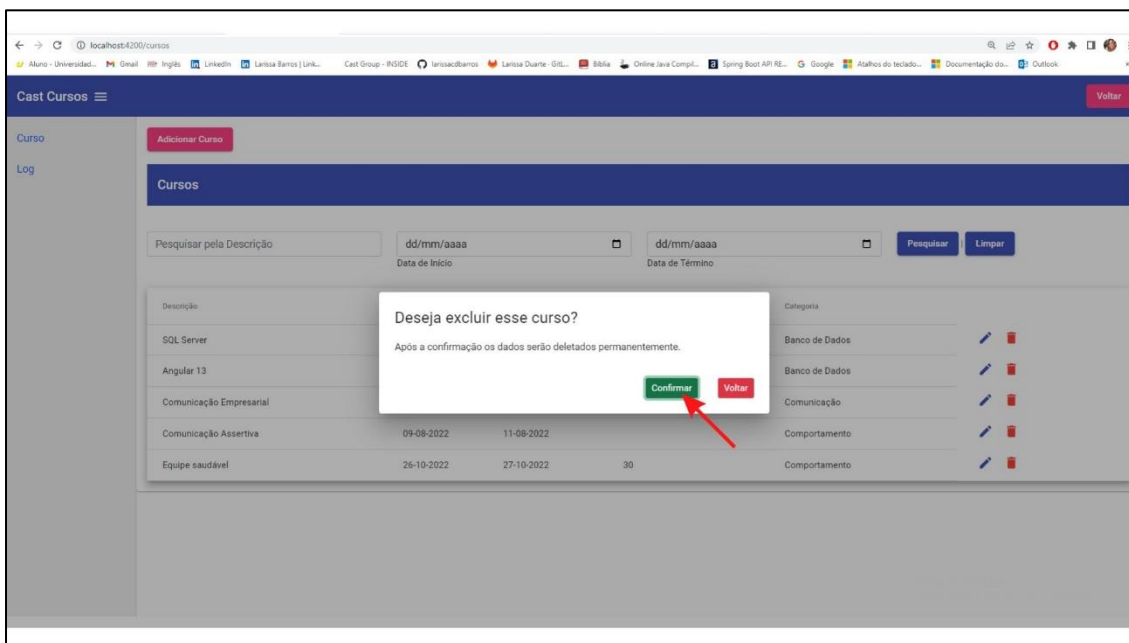 localhost:4200/cursos
Aluno - Universidad... Gmail Inglês LinkedIn Larissa Barros | Link... Cast Group - INSIDE larissacdbarros Larissa Duarte · GitL... Biblia Online Java Compil... Spring Boot API RE... Google Atalhos do teclado... Documentação do... Outlook
Cast Cursos Voltar
Curso
Log
Adicionar Curso
Cursos
Pesquisar pela Descrição dd/mm/aaaa dd/mm/aaaa Pesquisar | Limpar
Data de Início Data de Término
Descrição Categoria
SQL Server Banco de Dados
Angular 13 Banco de Dados
Comunicação Empresarial Comunicação
Comunicação Assertiva 09-08-2022 11-08-2022 Comportamento
Equipe saudável 26-10-2022 27-10-2022 30 Comportamento
Deseja excluir esse curso?
Após a confirmação os dados serão deletados permanentemente.
Confirmar Voltar